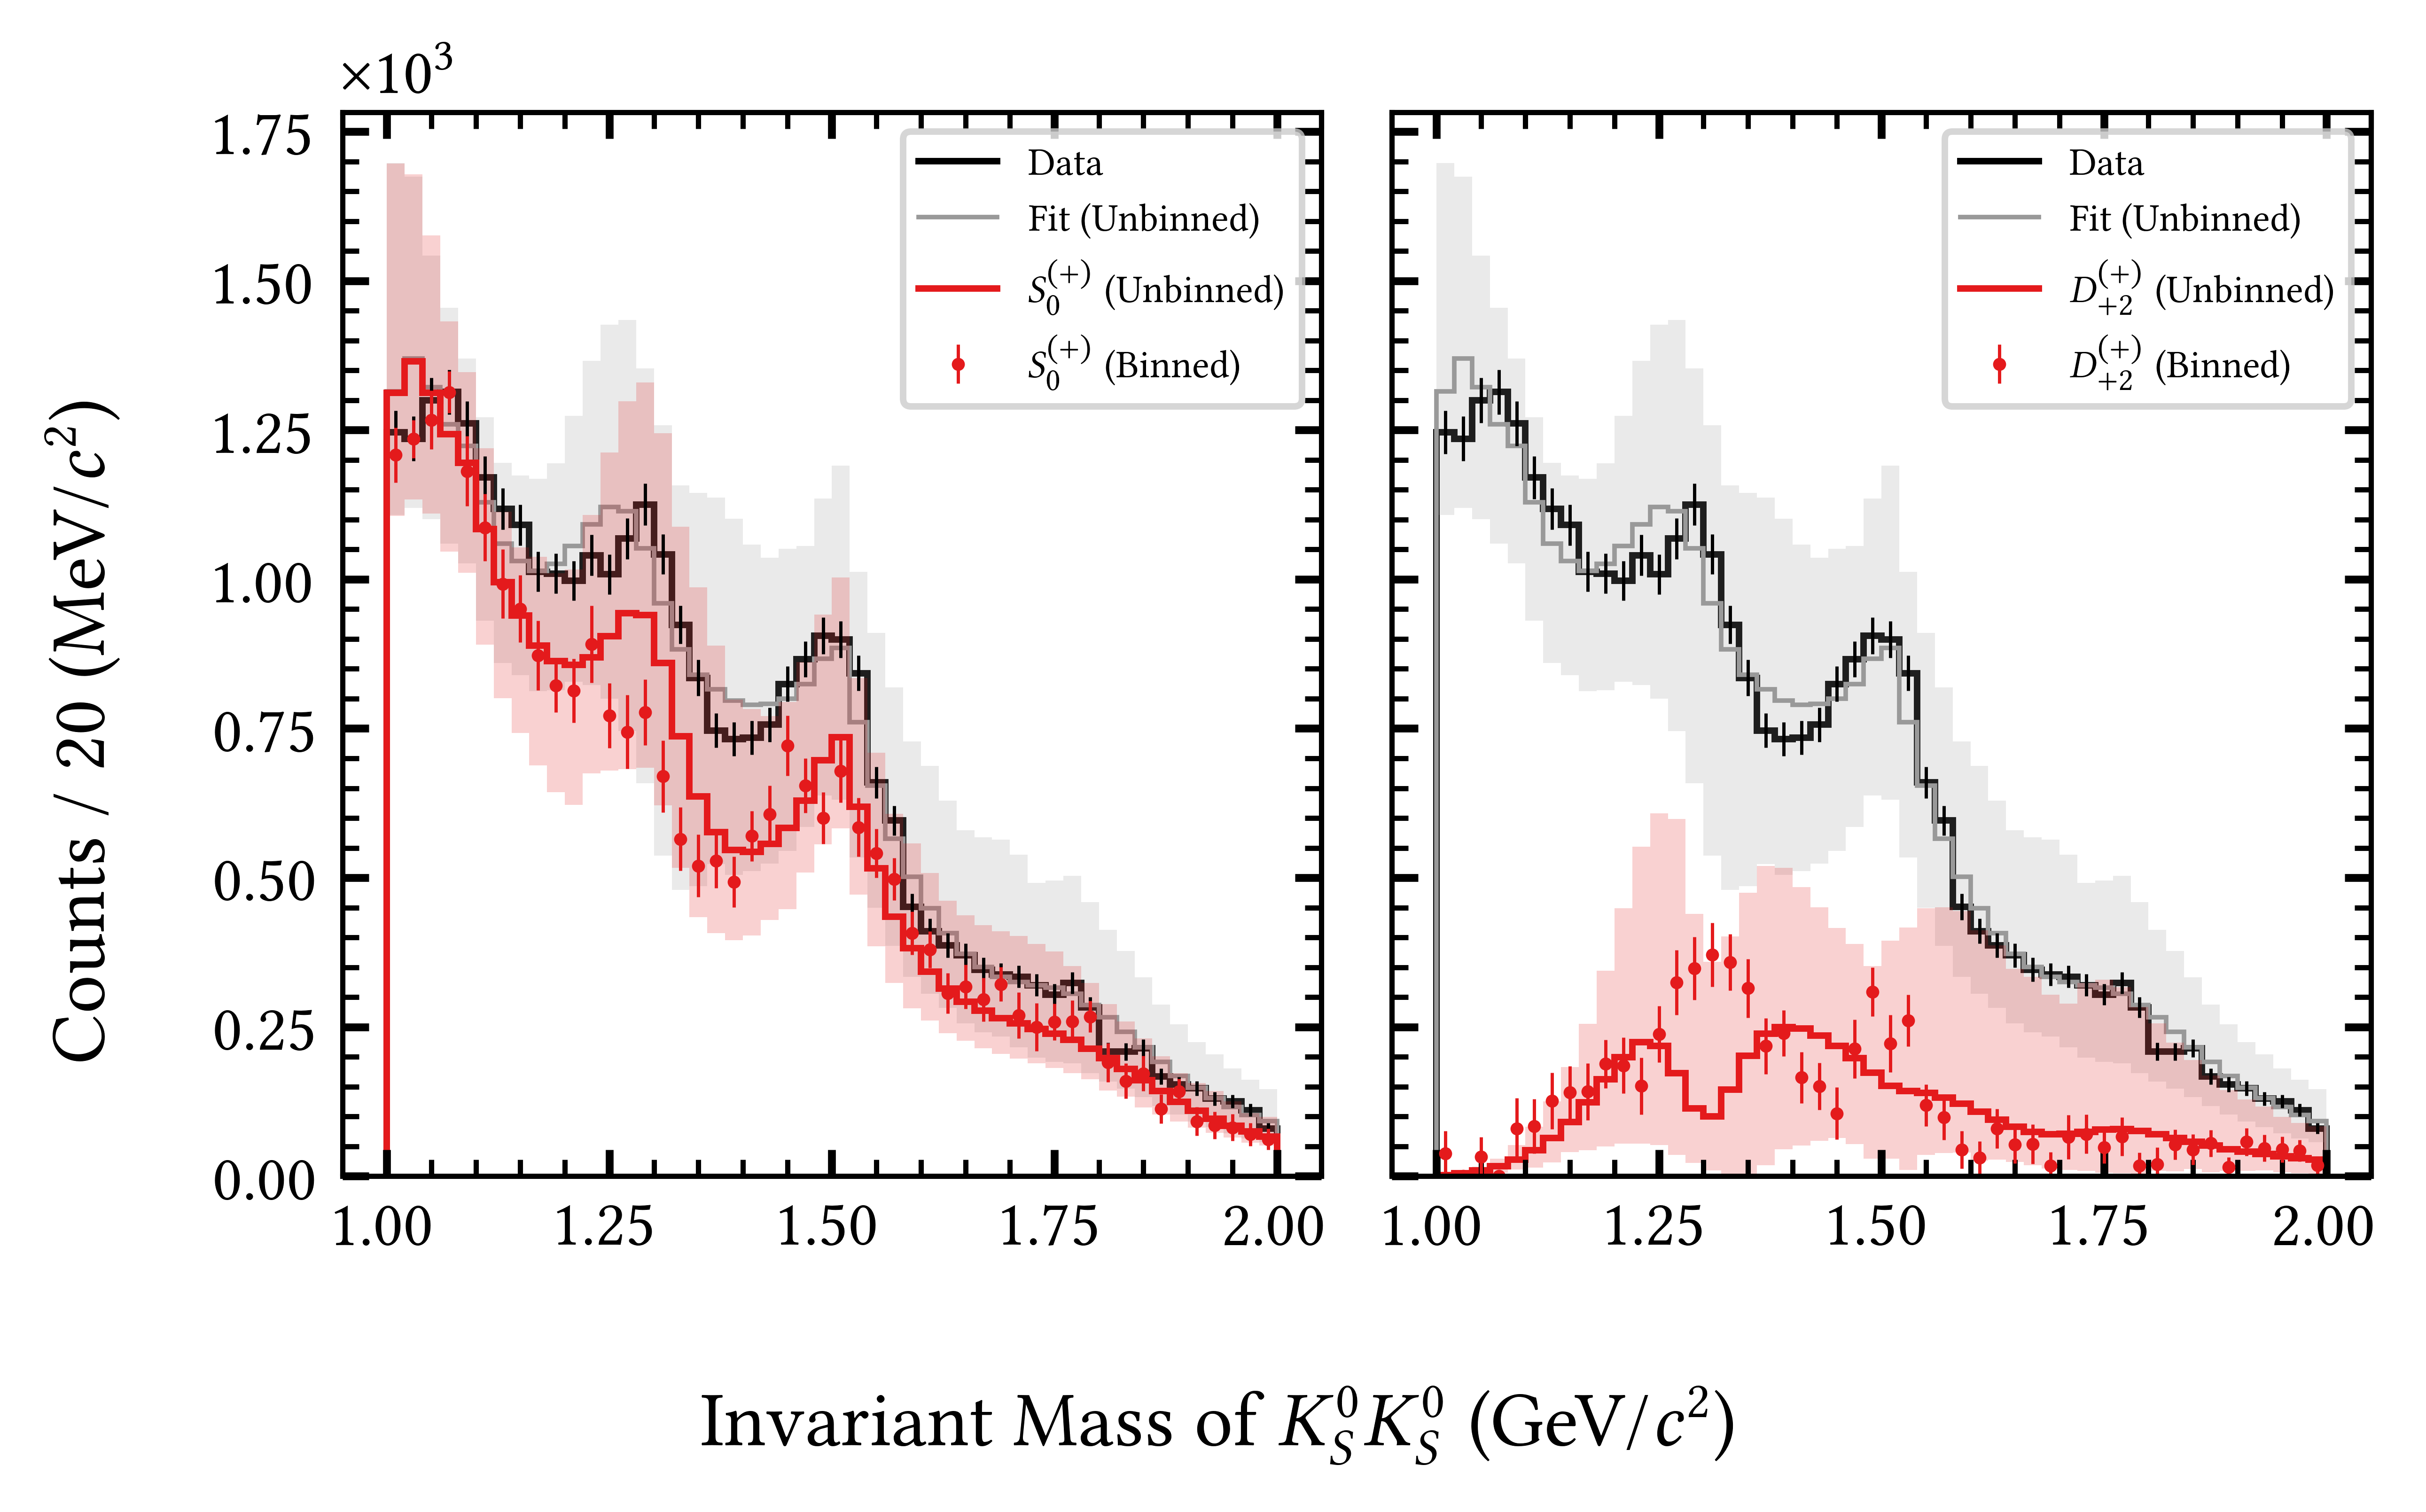 ×10³
Counts / 20 (MeV/c²)
1.75
1.50
1.25
1.00
0.75
0.50
0.25
0.00
Data
Fit (Unbinned)
S₀⁽⁺⁾ (Unbinned)
S₀⁽⁺⁾ (Binned)
1.00 1.25 1.50 1.75 2.00
Data
Fit (Unbinned)
D₊₂⁽⁺⁾ (Unbinned)
D₊₂⁽⁺⁾ (Binned)
1.00 1.25 1.50 1.75 2.00
Invariant Mass of K_S⁰K_S⁰ (GeV/c²)